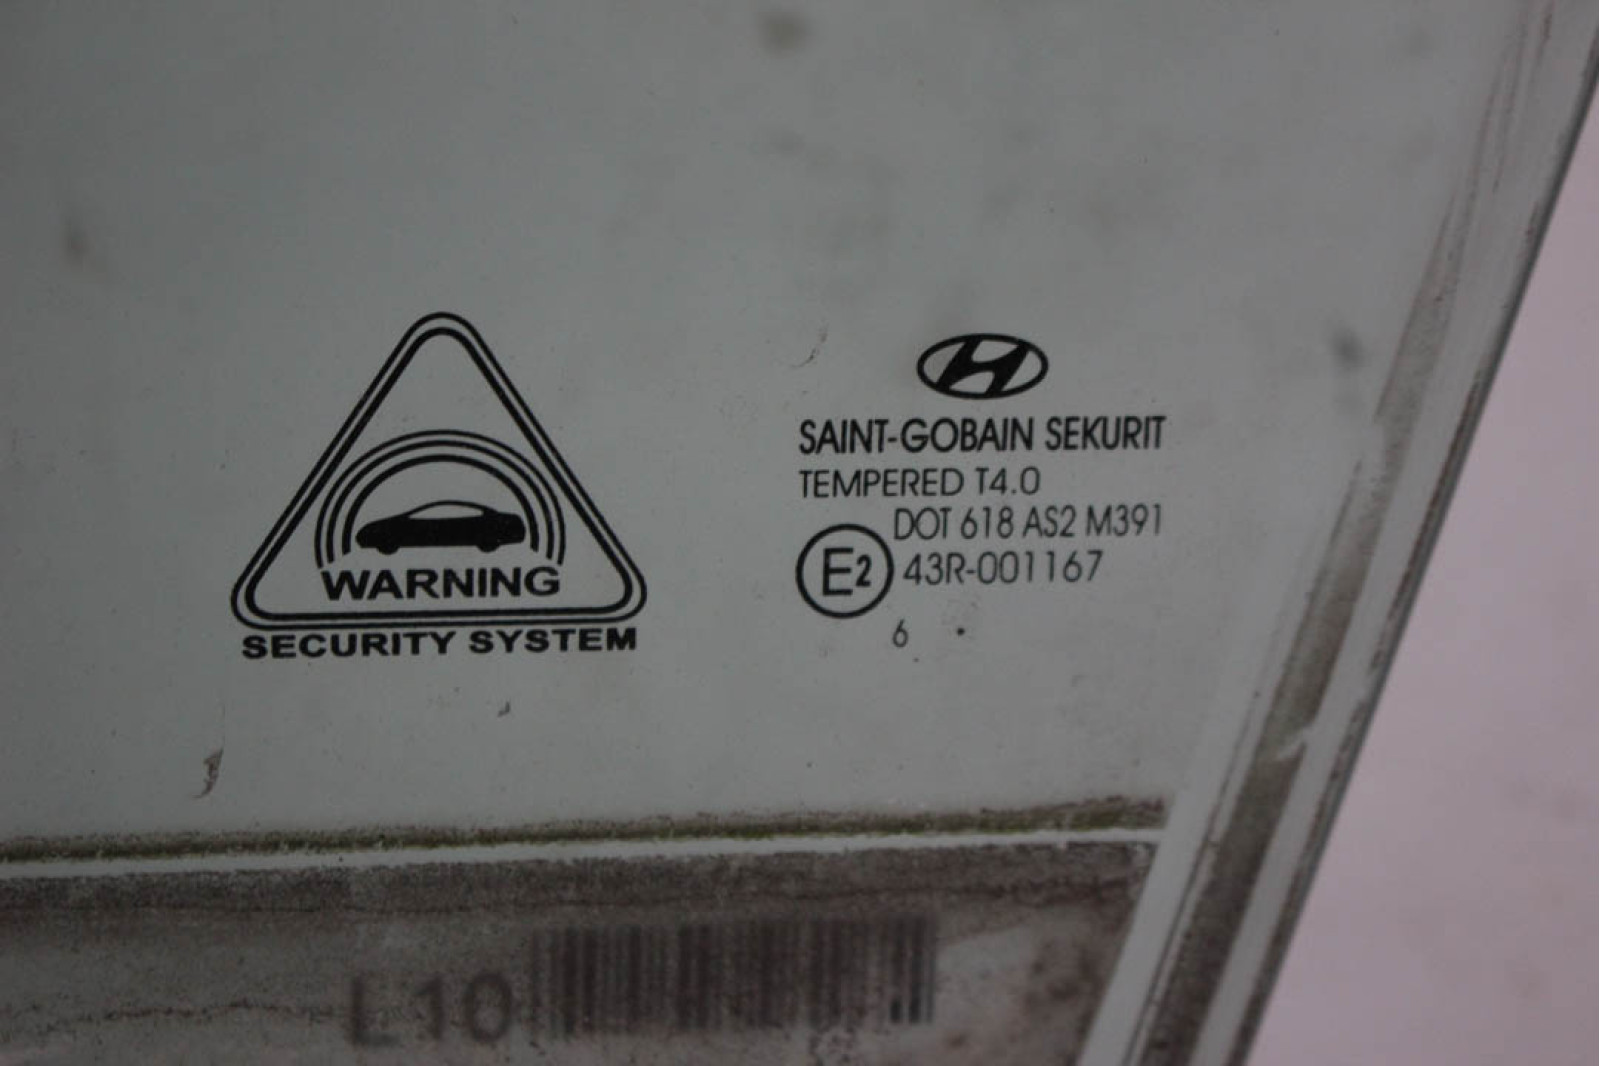 WARNING
SECURITY SYSTEM
SAINT-GOBAIN SEKURIT
TEMPERED T4.0
DOT 618 AS2 M391
E2 43R-001167
6 .
L10